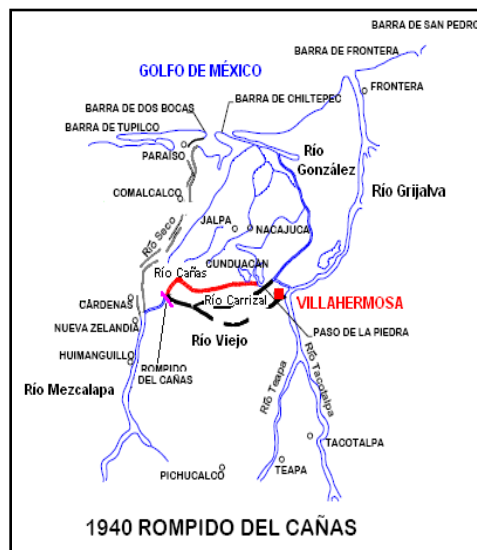 BARRA DE SAN PEDRO
BARRA DE FRONTERA
GOLFO DE MÉXICO
FRONTERA
BARRA DE CHILTEPEC
BARRA DE DOS BOCAS
BARRA DE TUPILCO
PARAÍSO
Río
González
Río Grijalva
COMALCALCO
Río Seco
JALPA
NACAJUCA
CUNDUACÁN
Río Cañas
CÁRDENAS
Río Carrizal
VILLAHERMOSA
NUEVA ZELANDIA
PASO DE LA PIEDRA
Río Viejo
HUIMANGUILLO
ROMPIDO
DEL CAÑAS
Río Mezcalapa
Río Teapa
Río Tacotalpa
TACOTALPA
PICHUCALCO
TEAPA
1940 ROMPIDO DEL CAÑAS